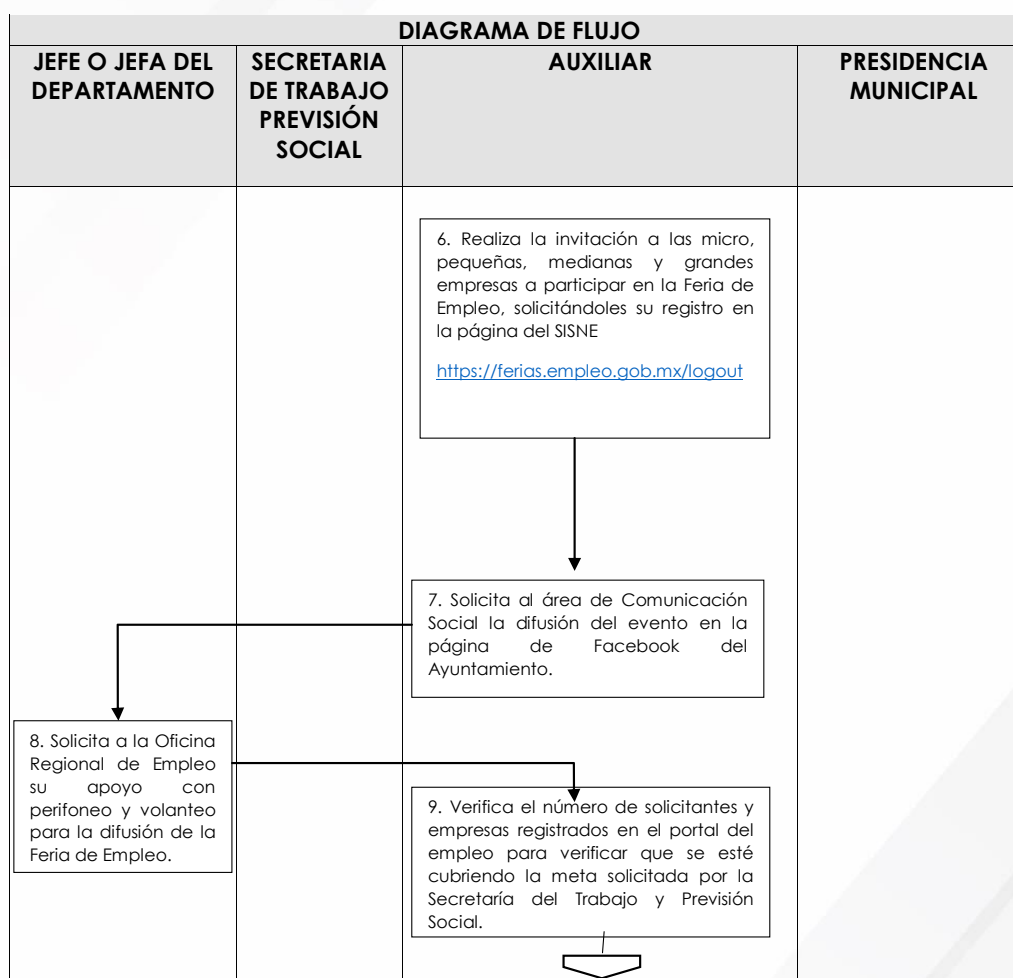 DIAGRAMA DE FLUJO
JEFE O JEFA DEL
DEPARTAMENTO
SECRETARIA
DE TRABAJO
PREVISIÓN
SOCIAL
AUXILIAR
PRESIDENCIA
MUNICIPAL
6. Realiza la invitación a las micro,
pequeñas, medianas y grandes
empresas a participar en la Feria de
Empleo, solicitándoles su registro en
la página del SISNE
https://ferias.empleo.gob.mx/logout
7. Solicita al área de Comunicación
Social la difusión del evento en la
página de Facebook del
Ayuntamiento.
8. Solicita a la Oficina
Regional de Empleo
su apoyo con
perifoneo y volanteo
para la difusión de la
Feria de Empleo.
9. Verifica el número de solicitantes y
empresas registrados en el portal del
empleo para verificar que se esté
cubriendo la meta solicitada por la
Secretaría del Trabajo y Previsión
Social.